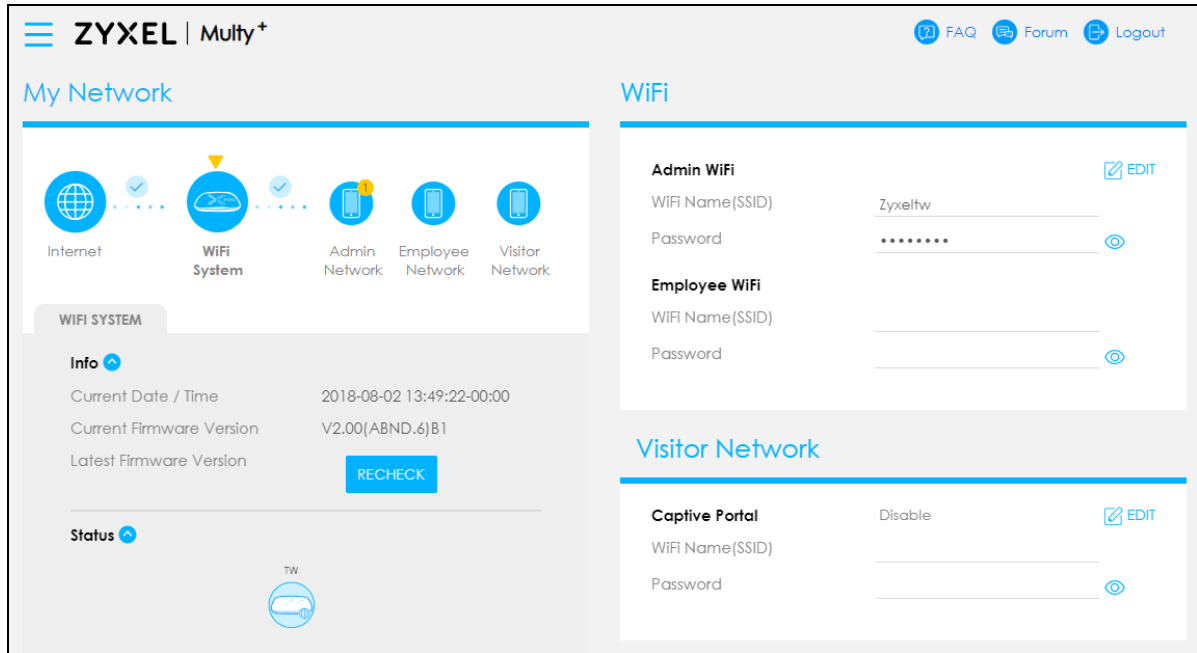 ZYXEL | Multy+
FAQ
Forum
Logout
My Network
1
Internet
WiFi
System
Admin
Network
Employee
Network
Visitor
Network
WIFI SYSTEM
Info
Current Date / Time 2018-08-02 13:49:22-00:00
Current Firmware Version V2.00(ABND.6)B1
Latest Firmware Version
RECHECK
Status
TW
WiFi
Admin WiFi EDIT
WiFi Name(SSID) Zyxeltw
Password ••••••••
Employee WiFi
WiFi Name(SSID)
Password
Visitor Network
Captive Portal Disable EDIT
WiFi Name(SSID)
Password